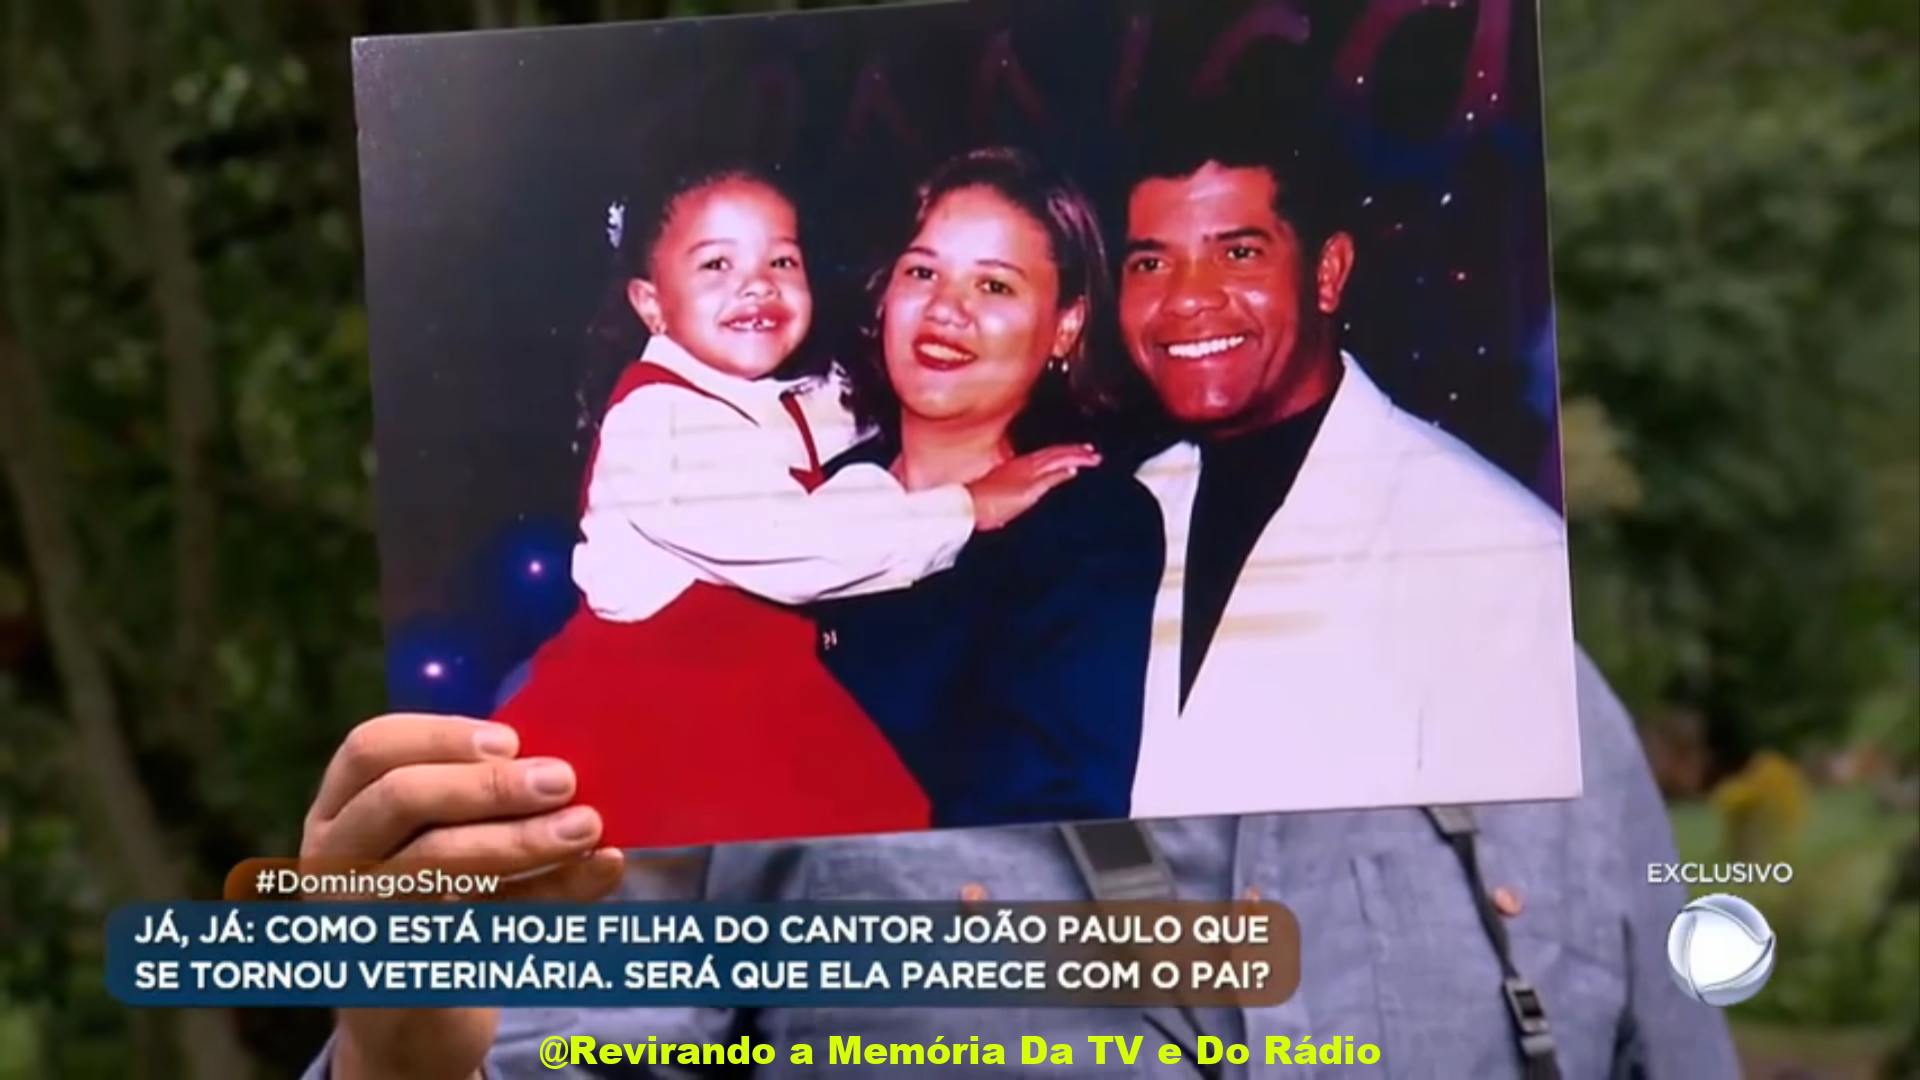 #DomingoShow
EXCLUSIVO
JÁ, JÁ: COMO ESTÁ HOJE FILHA DO CANTOR JOÃO PAULO QUE
SE TORNOU VETERINÁRIA. SERÁ QUE ELA PARECE COM O PAI?
@Revirando a Memória Da TV e Do Rádio